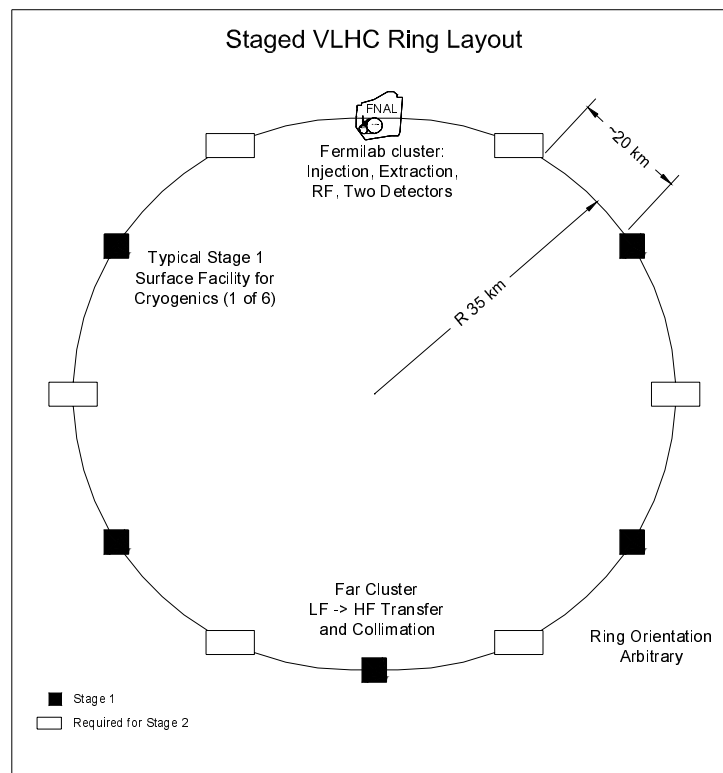 Staged VLHC Ring Layout
FNAL
Fermilab cluster:
Injection, Extraction,
RF, Two Detectors
~20 km
Typical Stage 1
Surface Facility for
Cryogenics (1 of 6)
R 35 km
Far Cluster
LF -> HF Transfer
and Collimation
Ring Orientation
Arbitrary
Stage 1
Required for Stage 2